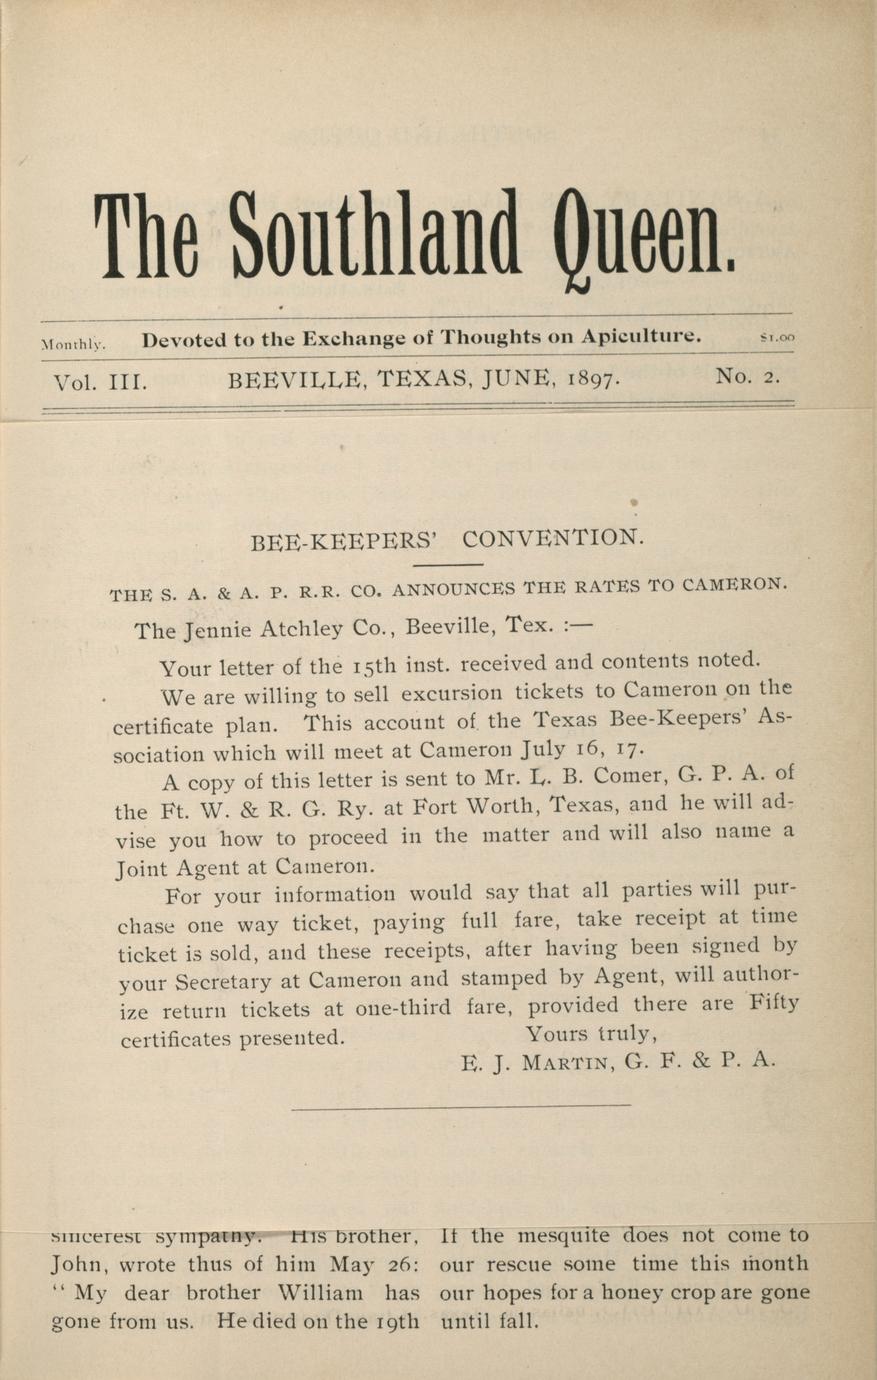 The Southland Queen.
Monthly. Devoted to the Exchange of Thoughts on Apiculture. $1.00
Vol. III. BEEVILLE, TEXAS, JUNE, 1897. No. 2.
BEE-KEEPERS' CONVENTION.
THE S. A. & A. P. R.R. CO. ANNOUNCES THE RATES TO CAMERON.
The Jennie Atchley Co., Beeville, Tex. :—
Your letter of the 15th inst. received and contents noted.
We are willing to sell excursion tickets to Cameron on the
certificate plan. This account of the Texas Bee-Keepers' As-
sociation which will meet at Cameron July 16, 17.
A copy of this letter is sent to Mr. L. B. Comer, G. P. A. of
the Ft. W. & R. G. Ry. at Fort Worth, Texas, and he will ad-
vise you how to proceed in the matter and will also name a
Joint Agent at Cameron.
For your information would say that all parties will pur-
chase one way ticket, paying full fare, take receipt at time
ticket is sold, and these receipts, after having been signed by
your Secretary at Cameron and stamped by Agent, will author-
ize return tickets at one-third fare, provided there are Fifty
certificates presented. Yours truly,
E. J. MARTIN, G. F. & P. A.
sincerest sympathy. His brother,
John, wrote thus of him May 26:
" My dear brother William has
gone from us. He died on the 19th
If the mesquite does not come to
our rescue some time this month
our hopes for a honey crop are gone
until fall.